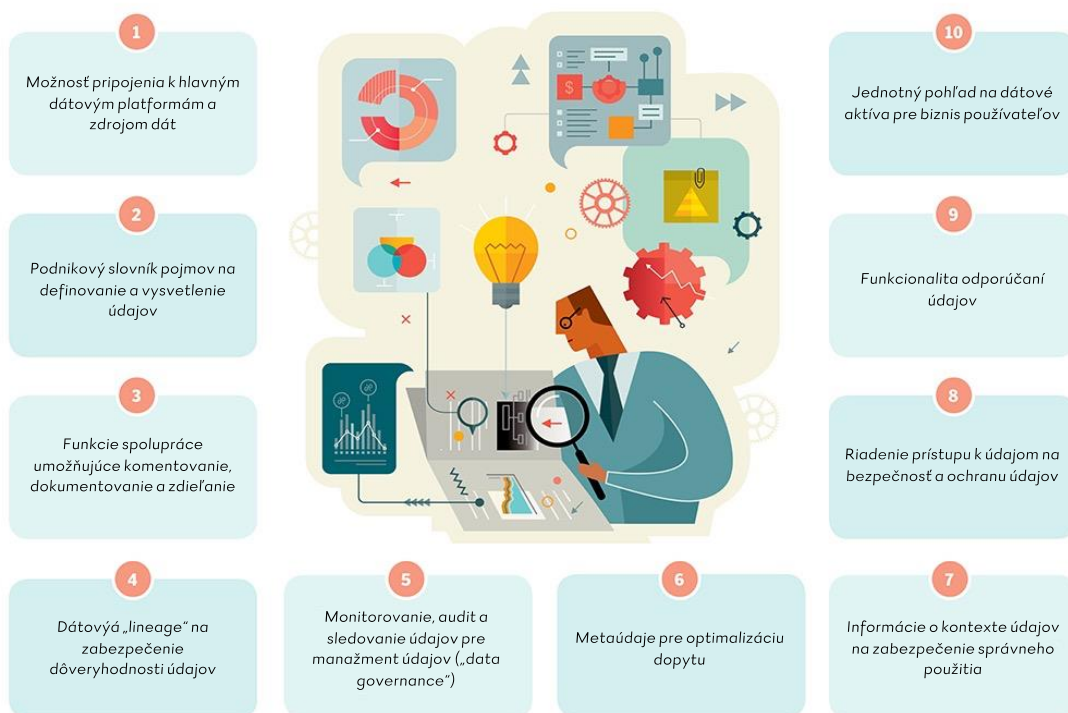 1
Možnosť pripojenia k hlavným
dátovým platformám a
zdrojom dát
2
Podnikový slovník pojmov na
definovanie a vysvetlenie
údajov
3
Funkcie spolupráce
umožňujúce komentovanie,
dokumentovanie a zdieľanie
4
Dátovýá „lineage“ na
zabezpečenie
dôveryhodnosti údajov
5
Monitorovanie, audit a
sledovanie údajov pre
manažment údajov („data
governance“)
6
Metaúdaje pre optimalizáciu
dopytu
7
Informácie o kontexte údajov
na zabezpečenie správneho
použitia
8
Riadenie prístupu k údajom na
bezpečnosť a ochranu údajov
9
Funkcionalita odporúčaní
údajov
10
Jednotný pohľad na dátové
aktíva pre biznis používateľov
$